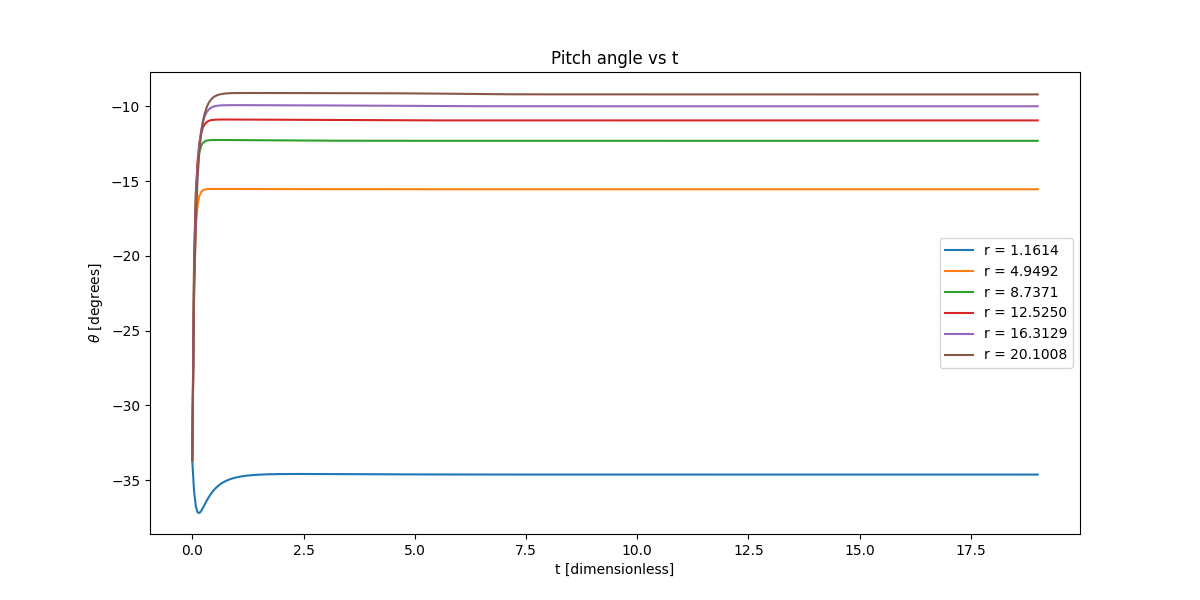 Pitch angle vs t
θ [degrees]
−10
−15
−20
−25
−30
−35
r = 1.1614
r = 4.9492
r = 8.7371
r = 12.5250
r = 16.3129
r = 20.1008
0.0 2.5 5.0 7.5 10.0 12.5 15.0 17.5
t [dimensionless]